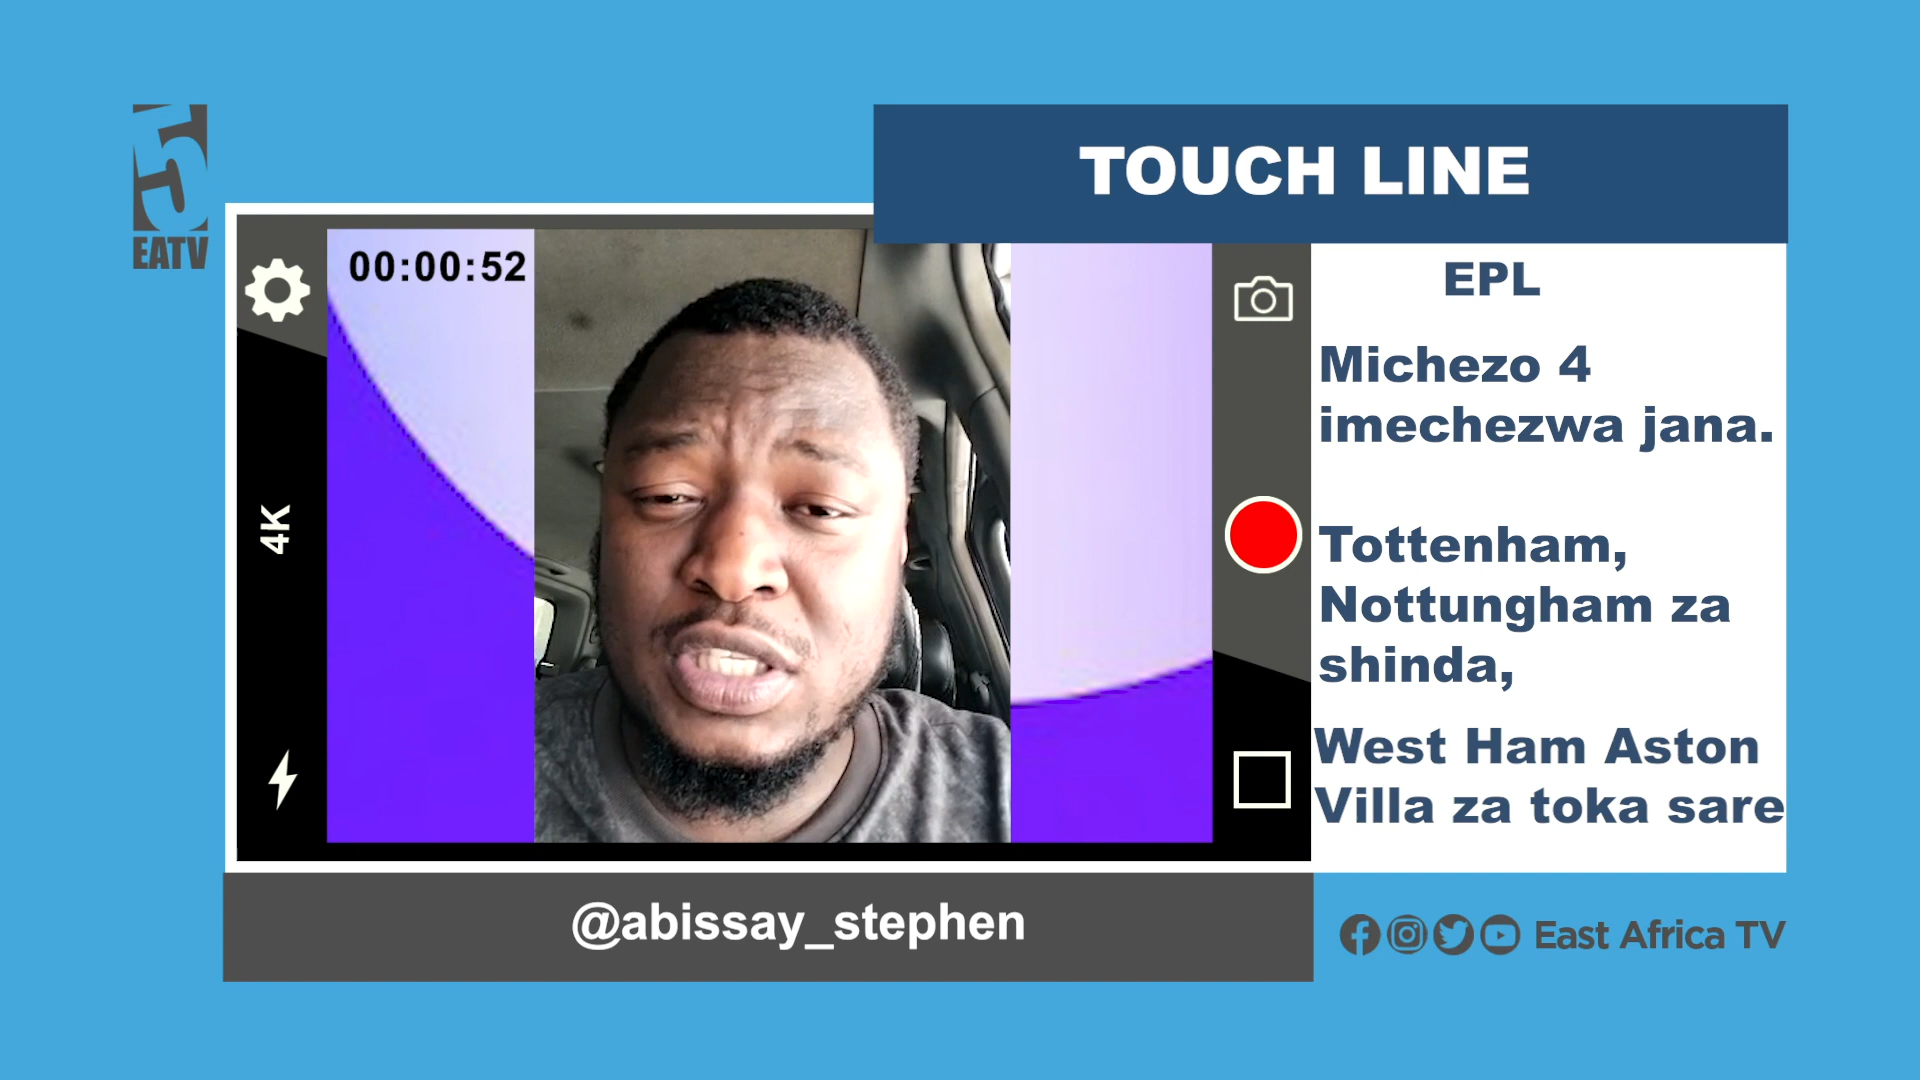 5
EATV
TOUCH LINE
00:00:52
4K
EPL
Michezo 4
imechezwa jana.
Tottenham,
Nottungham za
shinda,
West Ham Aston
Villa za toka sare
@abissay_stephen
East Africa TV